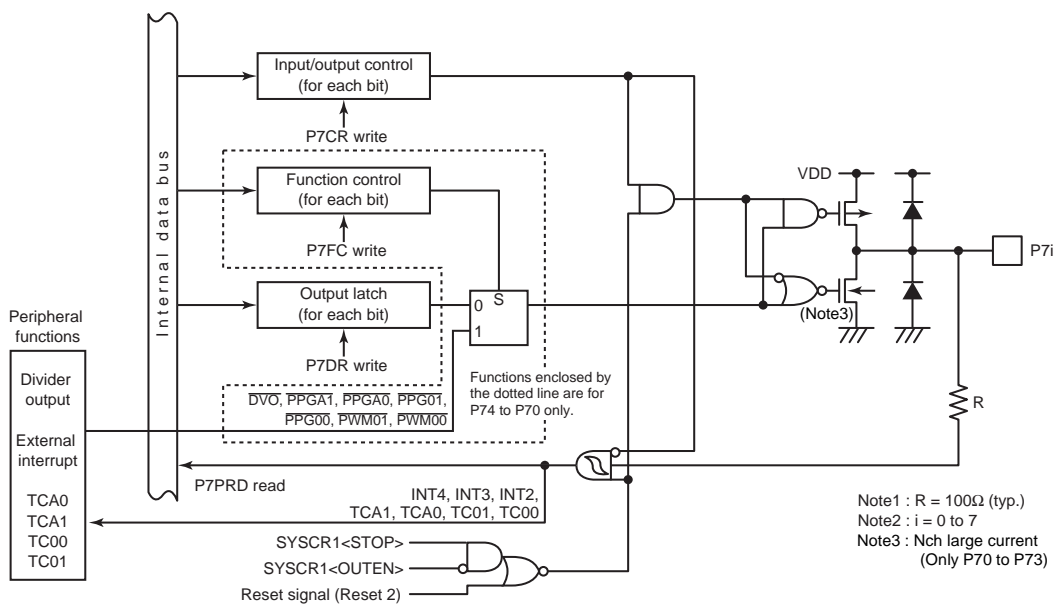 Input/output control
(for each bit)
P7CR write
Function control
(for each bit)
P7FC write
Output latch
(for each bit)
P7DR write
Internal data bus
S
0
1
VDD
P7i
(Note3)
R
Peripheral
functions
Divider
output
External
interrupt
TCA0
TCA1
TC00
TC01
Functions enclosed by
the dotted line are for
P74 to P70 only.
DVO, PPGA1, PPGA0, PPG01,
PPG00, PWM01, PWM00
P7PRD read
INT4, INT3, INT2,
TCA1, TCA0, TC01, TC00
SYSCR1<STOP>
SYSCR1<OUTEN>
Reset signal (Reset 2)
Note1 : R = 100Ω (typ.)
Note2 : i = 0 to 7
Note3 : Nch large current
(Only P70 to P73)